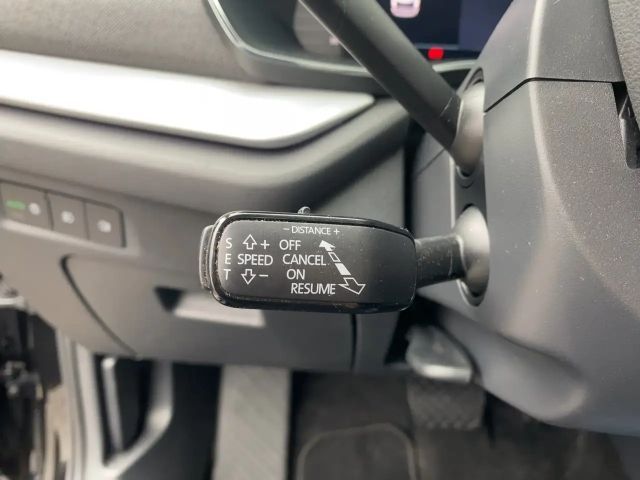 − DISTANCE +
S ⇧+ OFF
E SPEED CANCEL
T ⇩− ON
RESUME